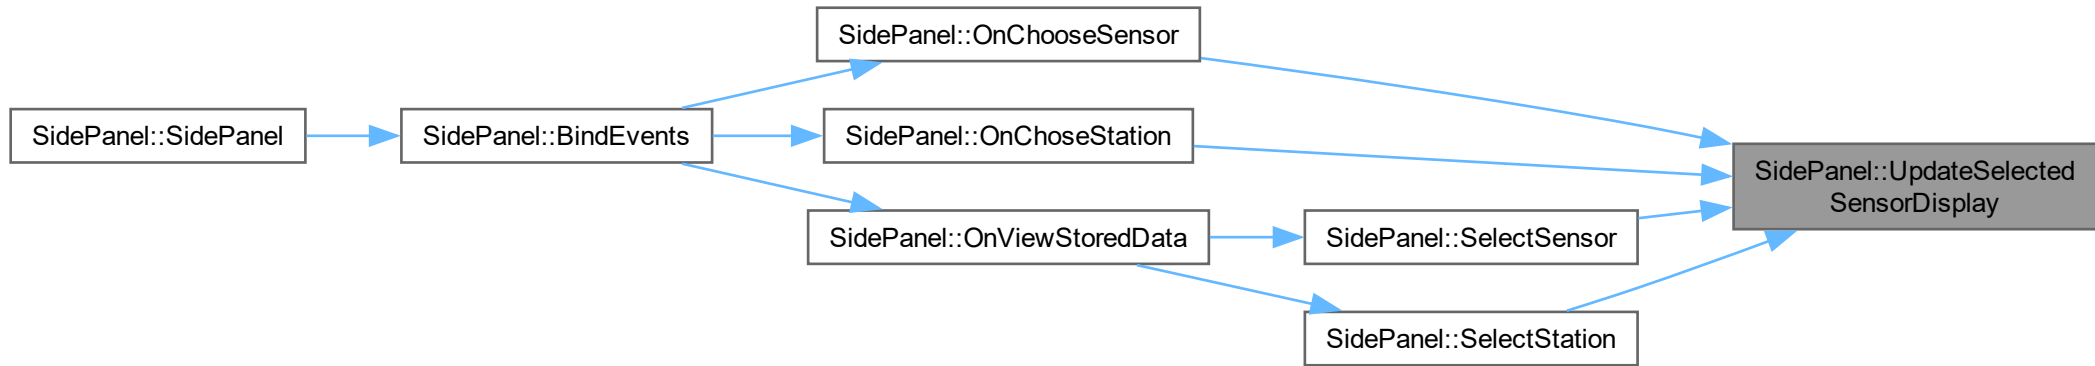 SidePanel::OnChooseSensor
SidePanel::SidePanel
SidePanel::BindEvents
SidePanel::OnChoseStation
SidePanel::UpdateSelected
SensorDisplay
SidePanel::OnViewStoredData
SidePanel::SelectSensor
SidePanel::SelectStation